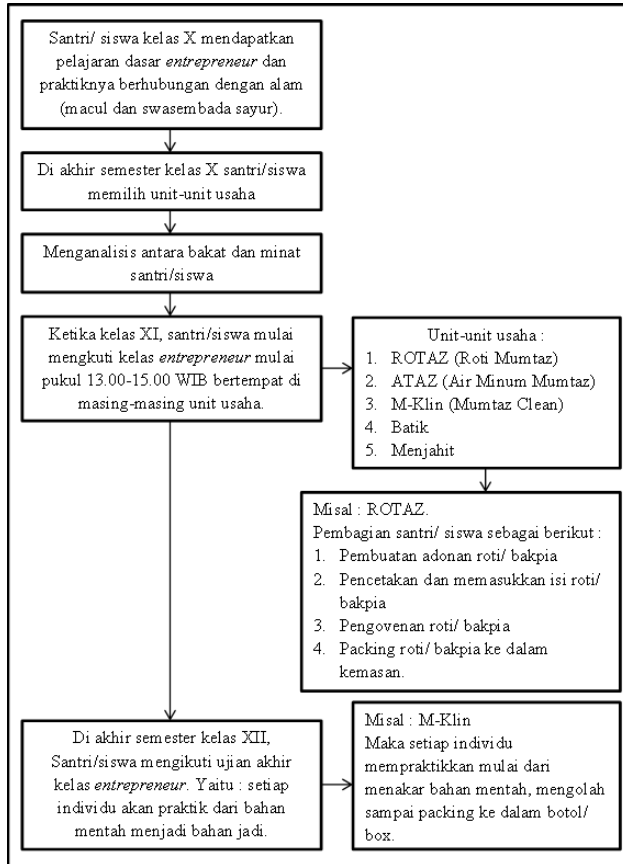 Santri/ siswa kelas X mendapatkan
pelajaran dasar entrepreneur dan
praktiknya berhubungan dengan alam
(macul dan swasembada sayur).
Di akhir semester kelas X santri/siswa
memilih unit-unit usaha
Menganalisis antara bakat dan minat
santri/siswa
Ketika kelas XI, santri/siswa mulai
mengkuti kelas entrepreneur mulai
pukul 13.00-15.00 WIB bertempat di
masing-masing unit usaha.
Unit-unit usaha :
1. ROTAZ (Roti Mumtaz)
2. ATAZ (Air Minum Mumtaz)
3. M-Klin (Mumtaz Clean)
4. Batik
5. Menjahit
Misal : ROTAZ.
Pembagian santri/ siswa sebagai berikut :
1. Pembuatan adonan roti/ bakpia
2. Pencetakan dan memasukkan isi roti/
bakpia
3. Pengovenan roti/ bakpia
4. Packing roti/ bakpia ke dalam
kemasan.
Di akhir semester kelas XII,
Santri/siswa mengikuti ujian akhir
kelas entrepreneur. Yaitu : setiap
individu akan praktik dari bahan
mentah menjadi bahan jadi.
Misal : M-Klin
Maka setiap individu
mempraktikkan mulai dari
menakar bahan mentah, mengolah
sampai packing ke dalam botol/
box.